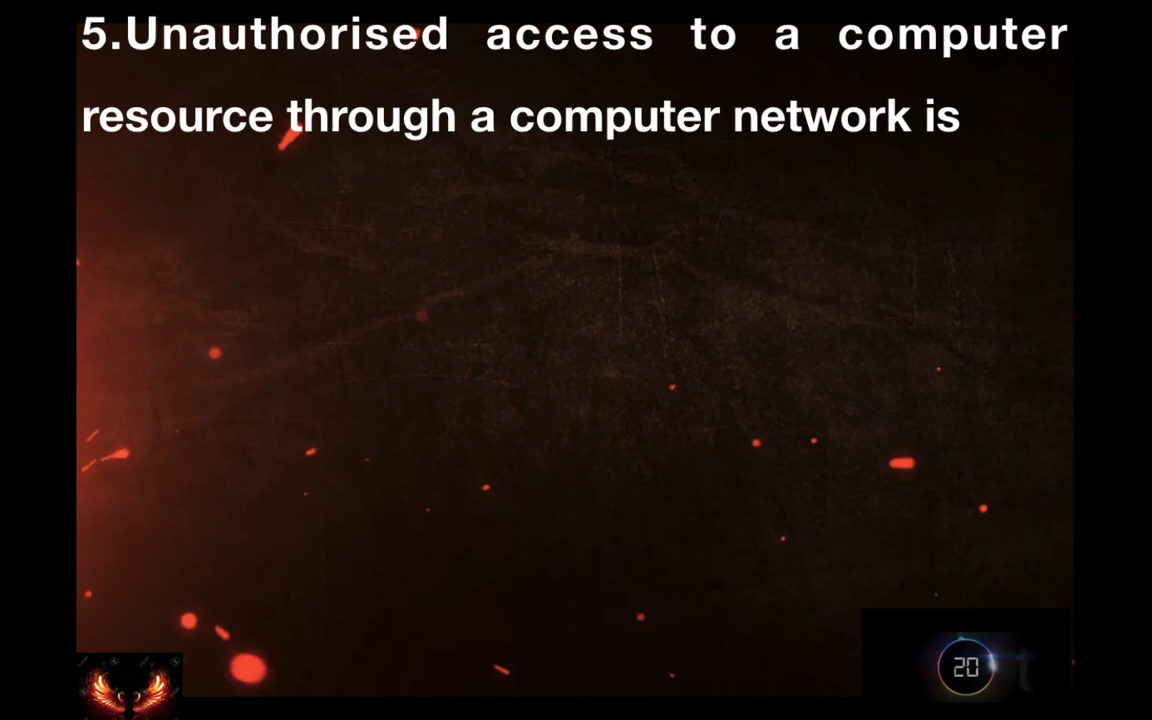 5.Unauthorised access to a computer
resource through a computer network is
20